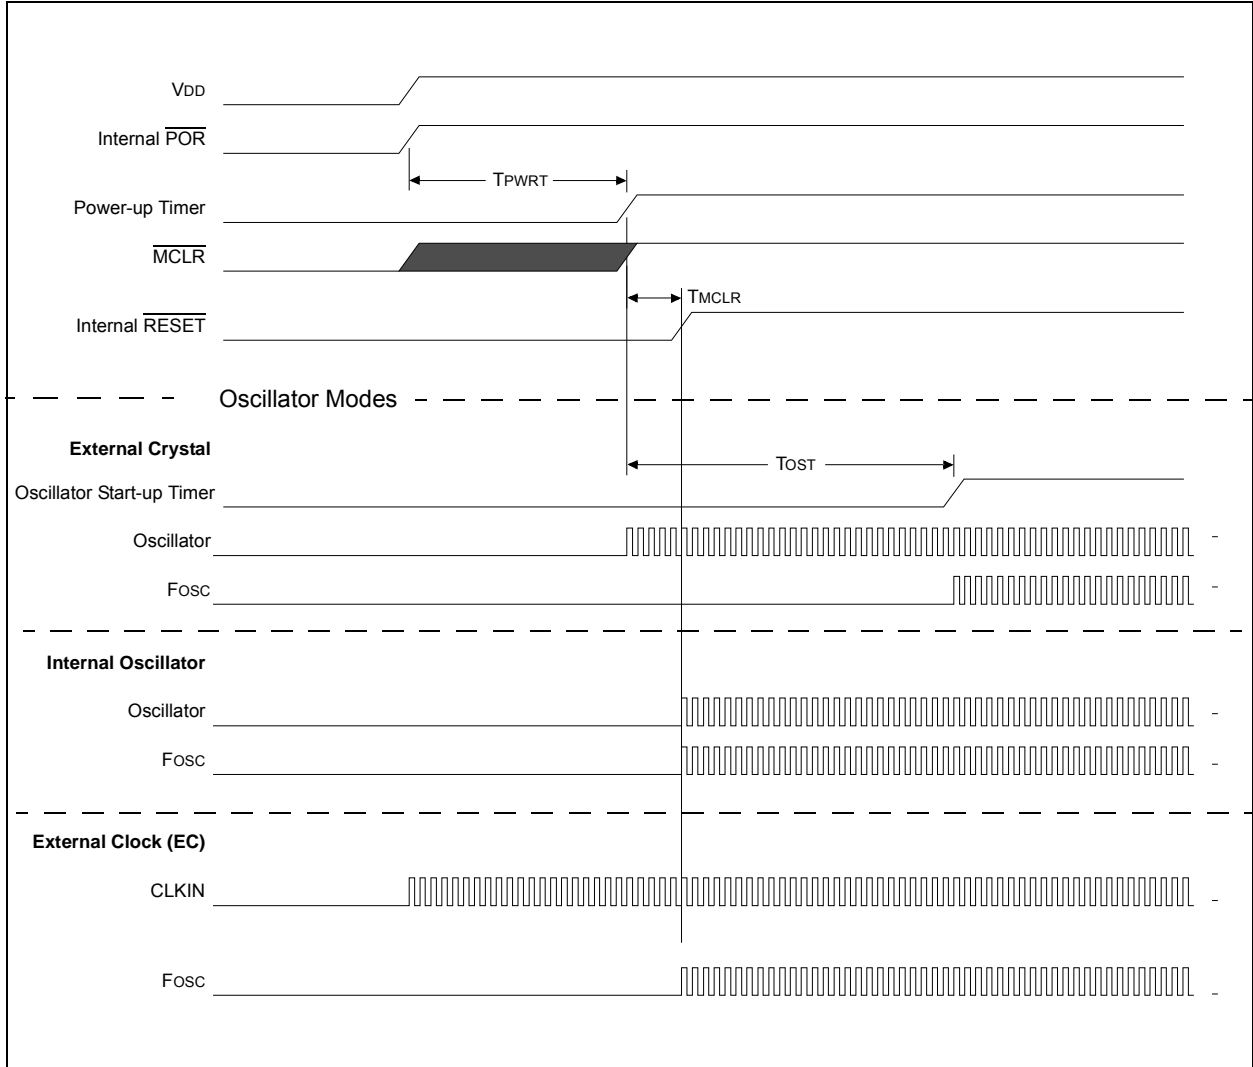 VDD
Internal POR
TPWRT
Power-up Timer
MCLR
TMCLR
Internal RESET
Oscillator Modes
External Crystal
TOST
Oscillator Start-up Timer
Oscillator
FOSC
Internal Oscillator
Oscillator
FOSC
External Clock (EC)
CLKIN
FOSC